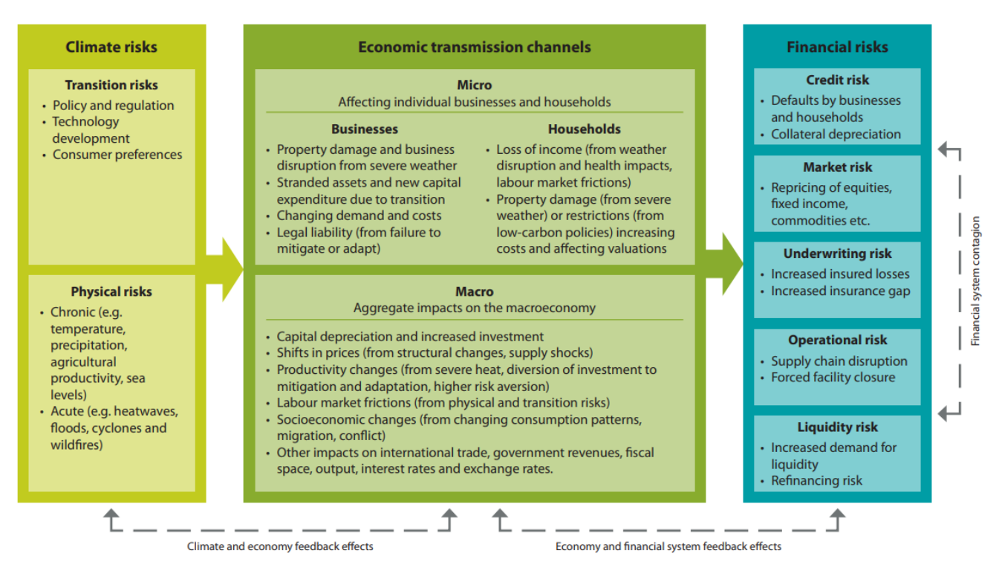 Climate risks
Transition risks
• Policy and regulation
• Technology
development
• Consumer preferences
Physical risks
• Chronic (e.g.
temperature,
precipitation,
agricultural
productivity, sea
levels)
• Acute (e.g. heatwaves,
floods, cyclones and
wildfires)
Economic transmission channels
Micro
Affecting individual businesses and households
Businesses
• Property damage and business
disruption from severe weather
• Stranded assets and new capital
expenditure due to transition
• Changing demand and costs
• Legal liability (from failure to
mitigate or adapt)
Households
• Loss of income (from weather
disruption and health impacts,
labour market frictions)
• Property damage (from severe
weather) or restrictions (from
low-carbon policies) increasing
costs and affecting valuations
Macro
Aggregate impacts on the macroeconomy
• Capital depreciation and increased investment
• Shifts in prices (from structural changes, supply shocks)
• Productivity changes (from severe heat, diversion of investment to
mitigation and adaptation, higher risk aversion)
• Labour market frictions (from physical and transition risks)
• Socioeconomic changes (from changing consumption patterns,
migration, conflict)
• Other impacts on international trade, government revenues, fiscal
space, output, interest rates and exchange rates.
Financial risks
Credit risk
• Defaults by businesses
and households
• Collateral depreciation
Market risk
• Repricing of equities,
fixed income,
commodities etc.
Underwriting risk
• Increased insured losses
• Increased insurance gap
Operational risk
• Supply chain disruption
• Forced facility closure
Liquidity risk
• Increased demand for
liquidity
• Refinancing risk
Financial system contagion
Climate and economy feedback effects
Economy and financial system feedback effects